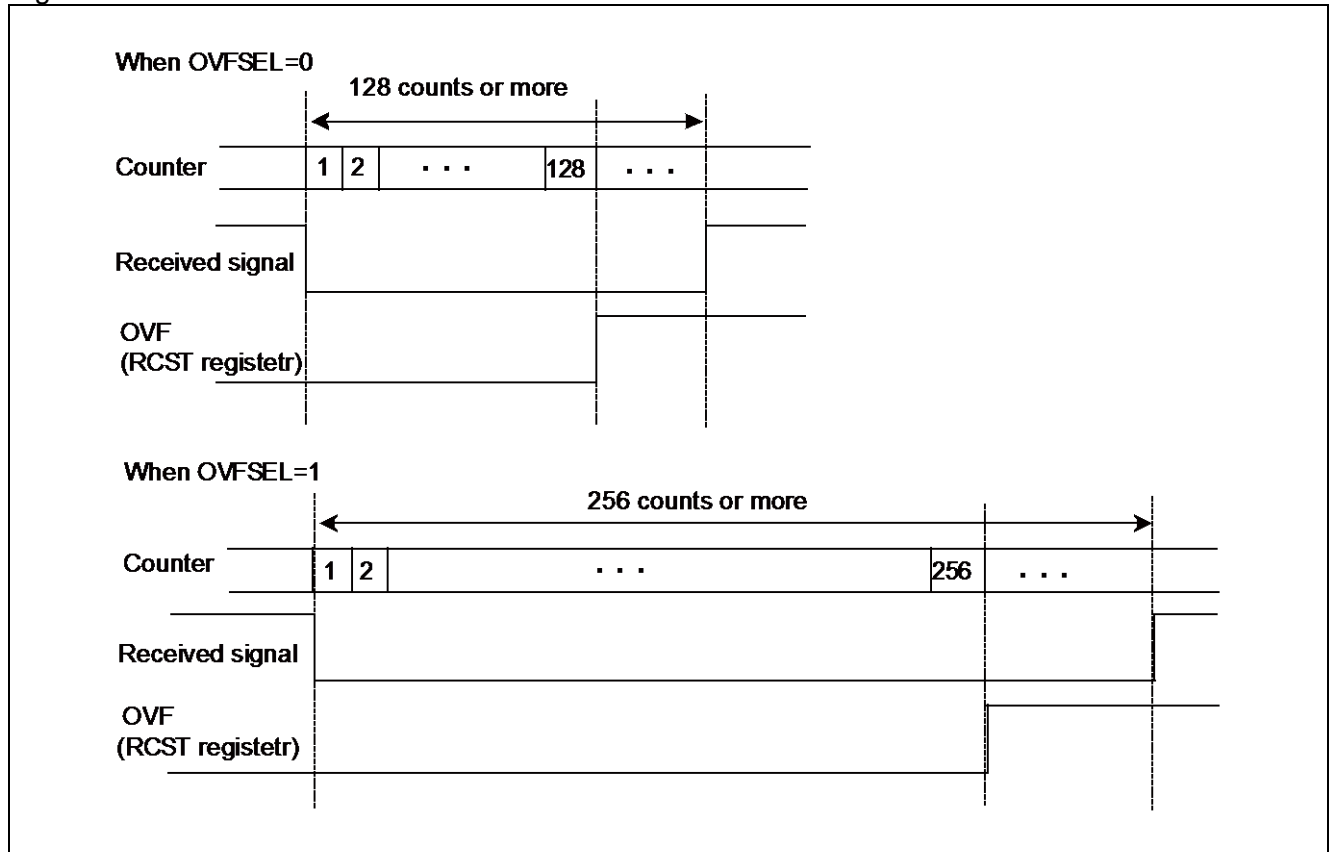 When OVFSEL=0
128 counts or more
Counter 1 2 · · · 128 · · ·
Received signal
OVF
(RCST registetr)
When OVFSEL=1
256 counts or more
Counter 1 2 · · · 256 · · ·
Received signal
OVF
(RCST registetr)